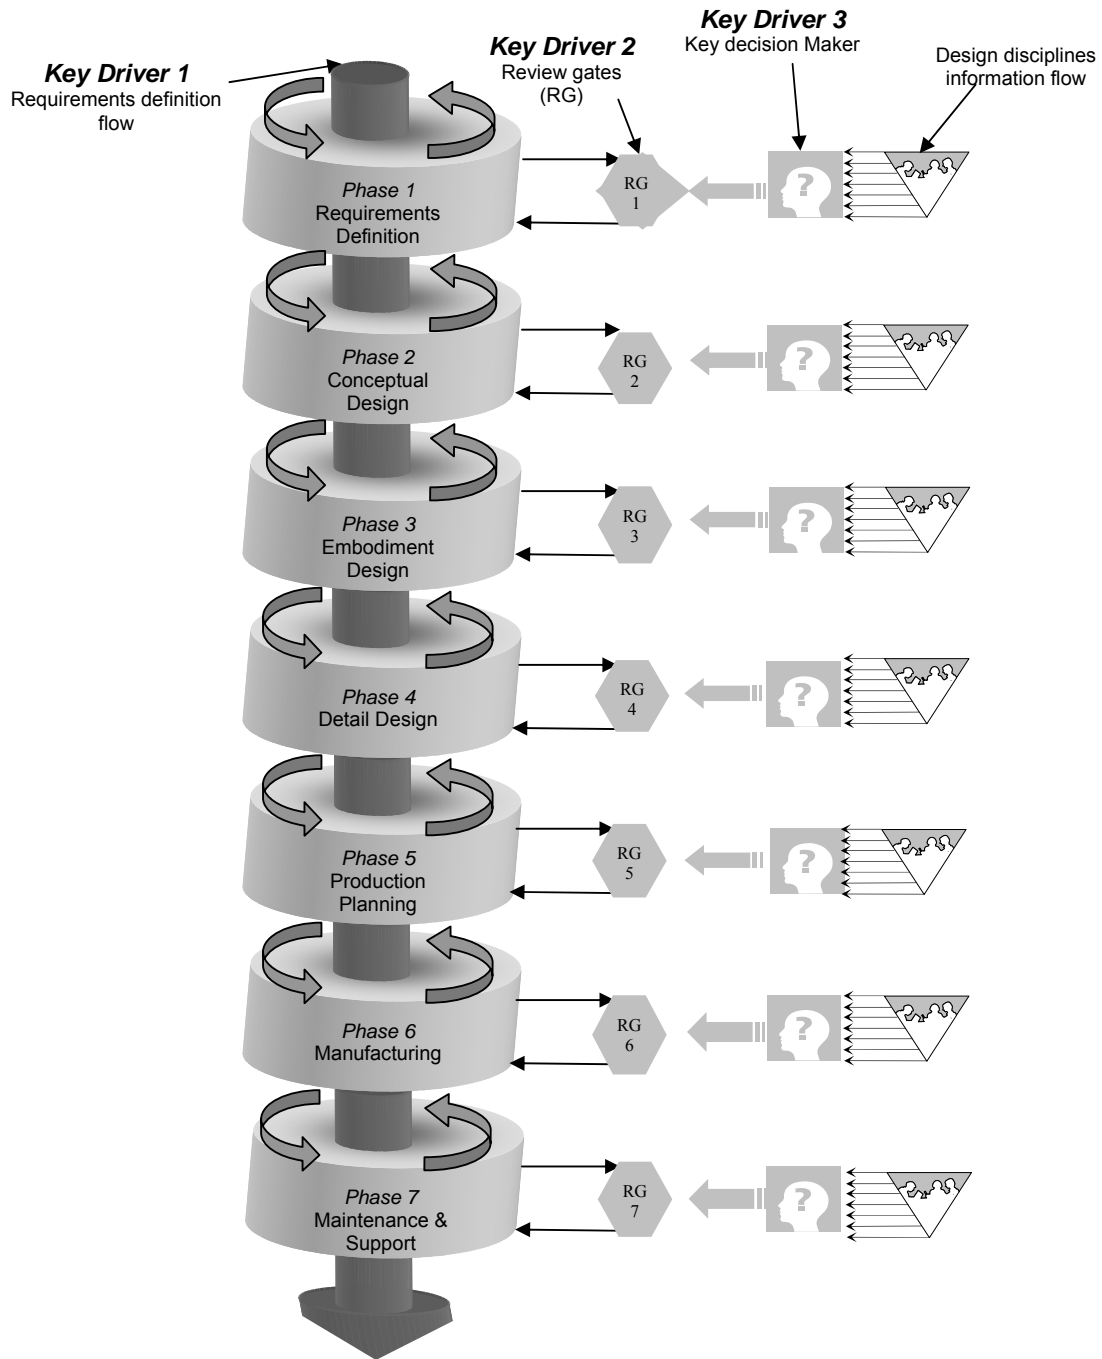 Key Driver 1
Requirements definition
flow
Key Driver 2
Review gates
(RG)
Key Driver 3
Key decision Maker
Design disciplines
information flow
Phase 1
Requirements
Definition
RG
1
?
Phase 2
Conceptual
Design
RG
2
?
Phase 3
Embodiment
Design
RG
3
?
Phase 4
Detail Design
RG
4
?
Phase 5
Production
Planning
RG
5
?
Phase 6
Manufacturing
RG
6
?
Phase 7
Maintenance &
Support
RG
7
?